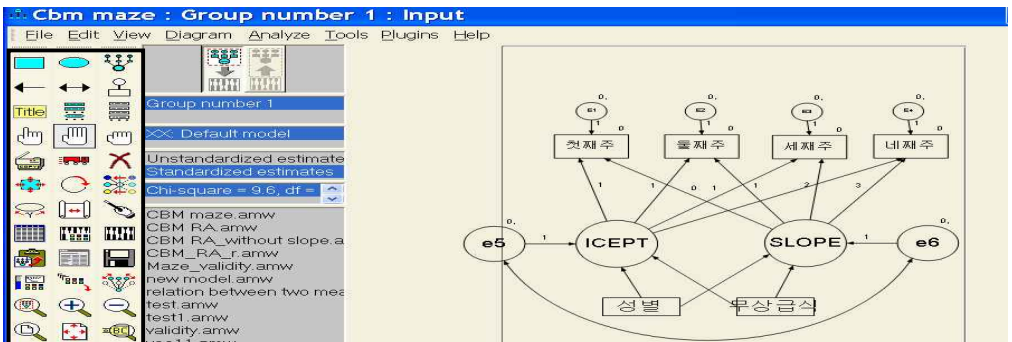 Cbm maze : Group number 1 : Input
File Edit View Diagram Analyze Tools Plugins Help
Title
Group number 1
XX: Default model
Unstandardized estimate
Standardized estimates
Chi-square = 9.6, df =
CBM maze.amw
CBM RA.amw
CBM RA_without slope.a
CBM_RA_r.amw
Maze_validity.amw
new model.amw
relation between two mea
test.amw
test1.amw
validity.amw
0, 0, 0, 0,
E1 E2 E3 E4
1 1 1 1
0 0 0 0
첫째주 둘째주 세째주 네째주
1 1 0 1 1 2 3
0, 0,
e5 1 ICEPT SLOPE 1 e6
성별 무상급식